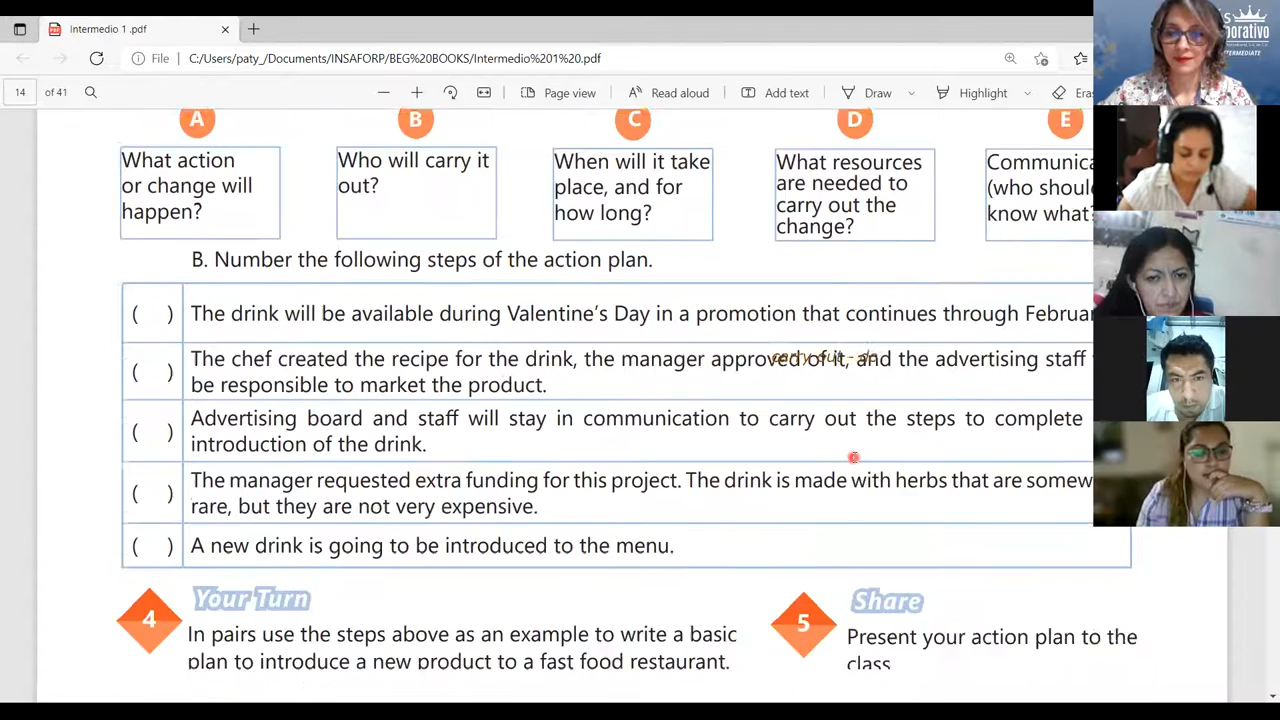 Intermedio 1 .pdf
File C:/Users/paty_/Documents/INSAFORP/BEG%20BOOKS/Intermedio%201%20.pdf
14 of 41 Page view Read aloud Add text Draw Highlight
A B C D E
What action
or change will
happen?
Who will carry it
out?
When will it take
place, and for
how long?
What resources
are needed to
carry out the
change?
(who
know what?
B. Number the following steps of the action plan.
( ) The drink will be available during Valentine's Day in a promotion that continues through
( ) The chef created the recipe for the drink, the manager approved of it, and the advertising staff
be responsible to market the product.
carry out - do
( ) Advertising board and staff will stay in communication to carry out the steps to complete
introduction of the drink.
( ) The manager requested extra funding for this project. The drink is made with herbs that are
rare, but they are not very expensive.
( ) A new drink is going to be introduced to the menu.
4 Your Turn
In pairs use the steps above as an example to write a basic
plan to introduce a new product to a fast food restaurant.
5 Share
Present your action plan to the
class